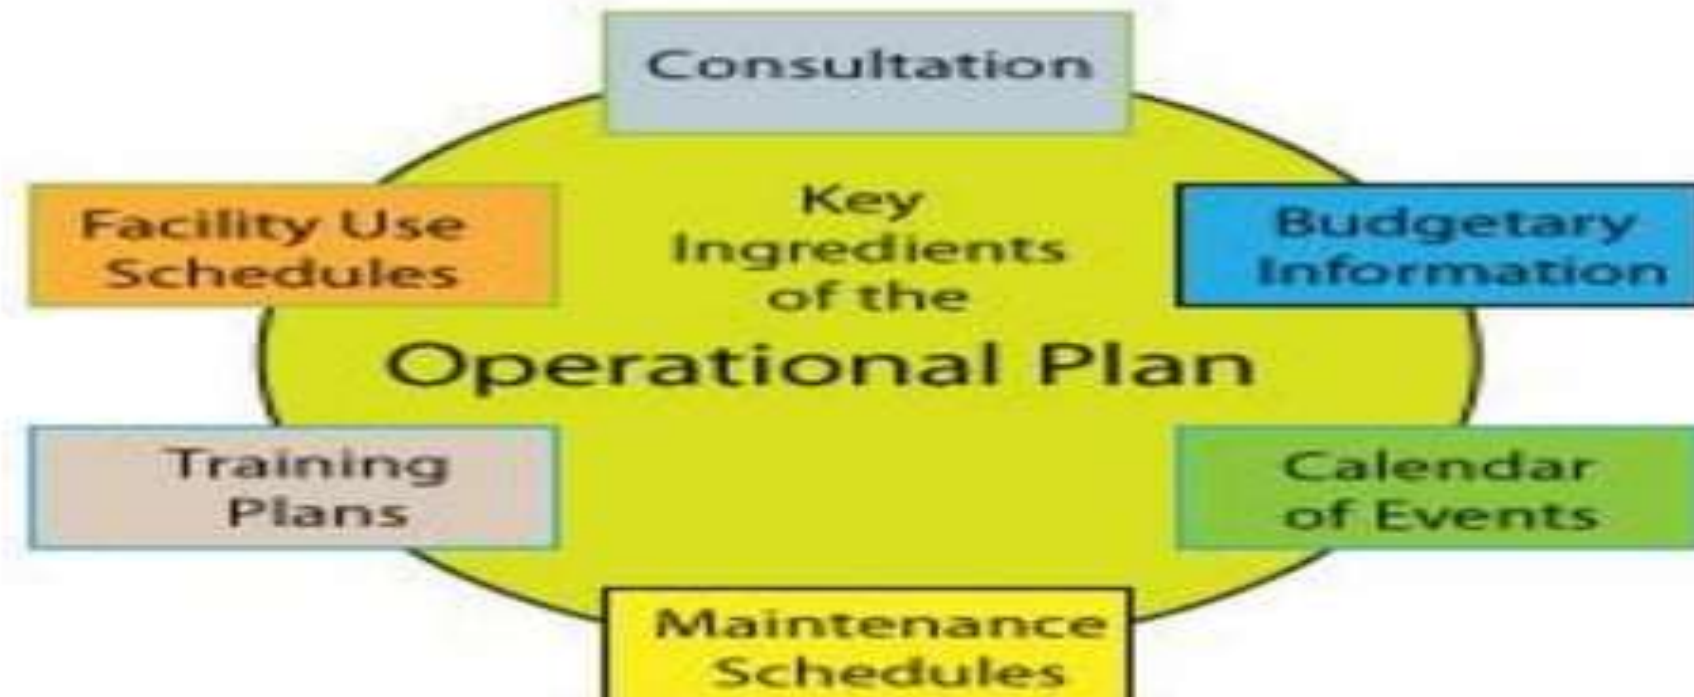 Consultation
Key
Ingredients
of the
Operational Plan
Budgetary
Information
Calendar
of Events
Maintenance
Schedules
Training
Plans
Facility Use
Schedules